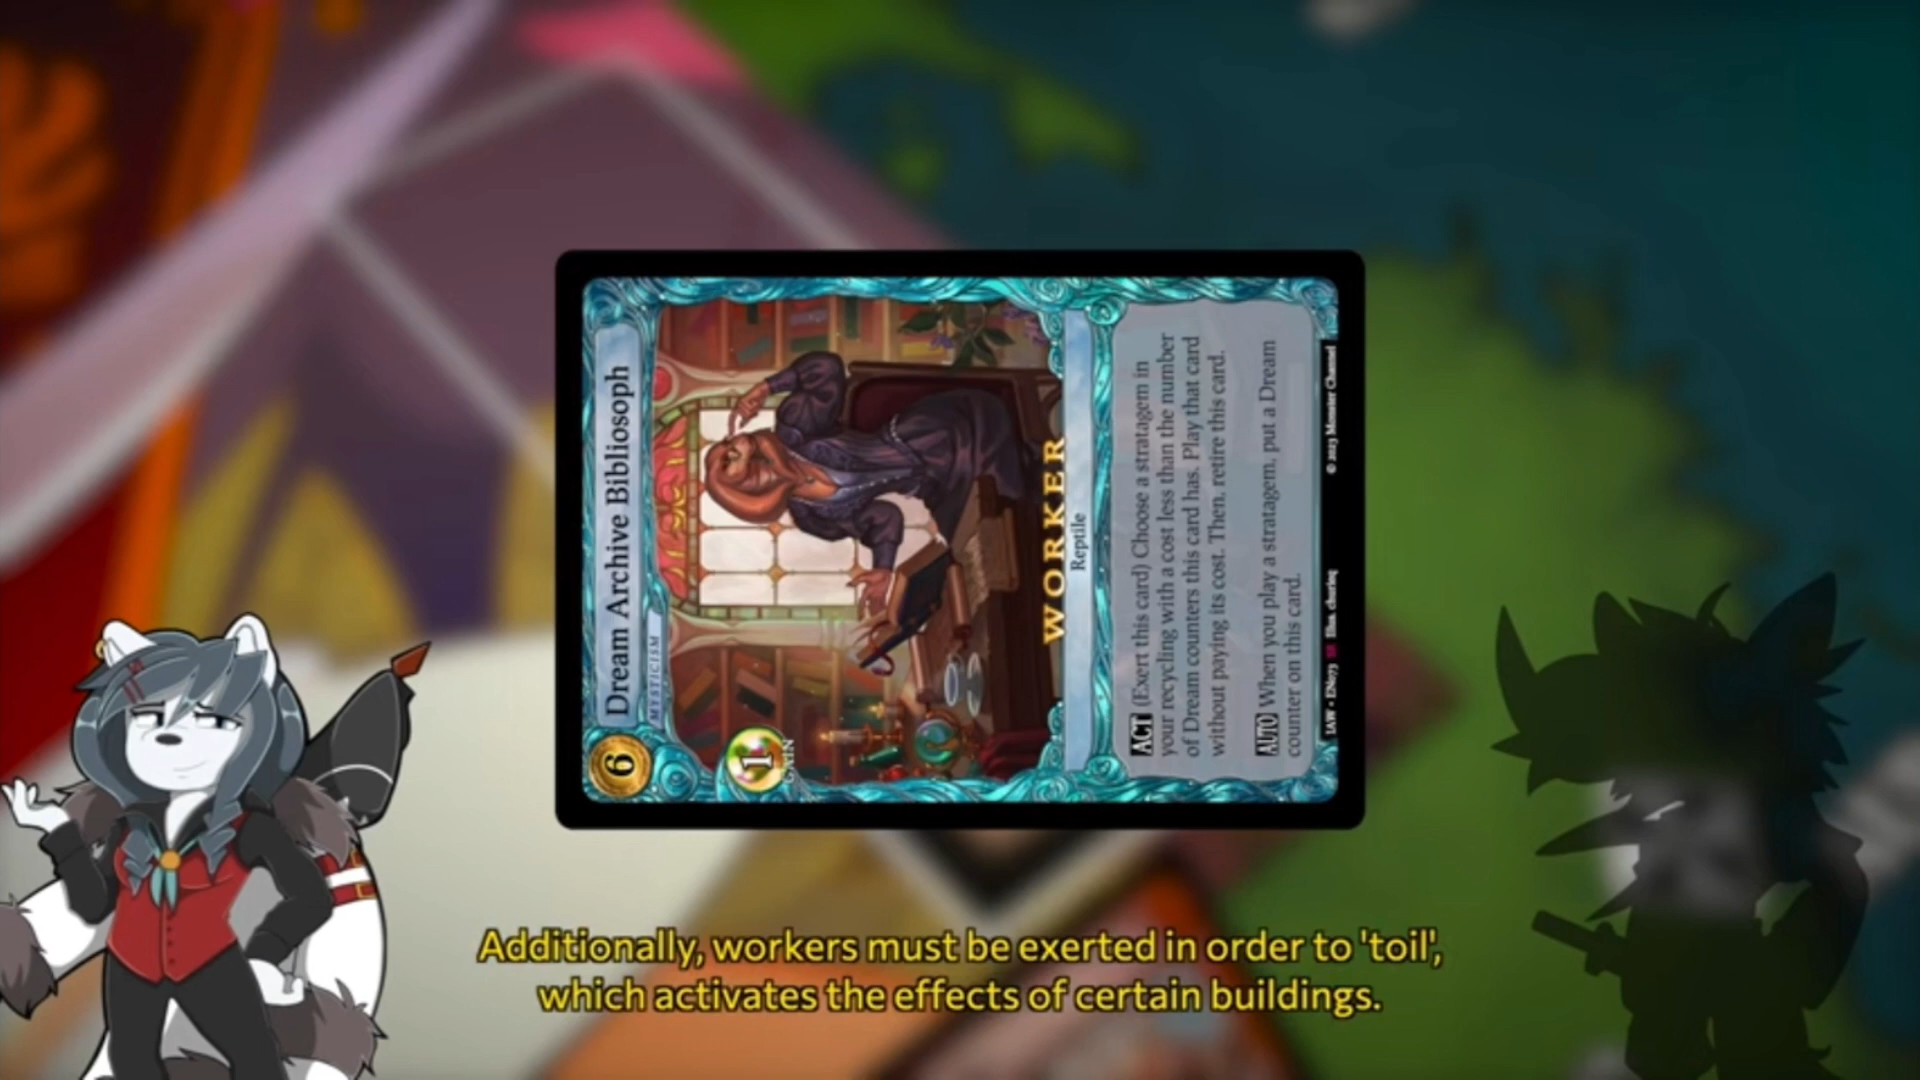 6
Dream Archive Bibliosoph
MYSTICISM
1
GAIN
WORKER
Reptile
ACT (Exert this card) Choose a stratagem in
your recycling with a cost less than the number
of Dream counters this card has. Play that card
without paying its cost. Then, retire this card.
AUTO When you play a stratagem, put a Dream
counter on this card.
© 2023 Monster Channel
Additionally, workers must be exerted in order to 'toil',
which activates the effects of certain buildings.